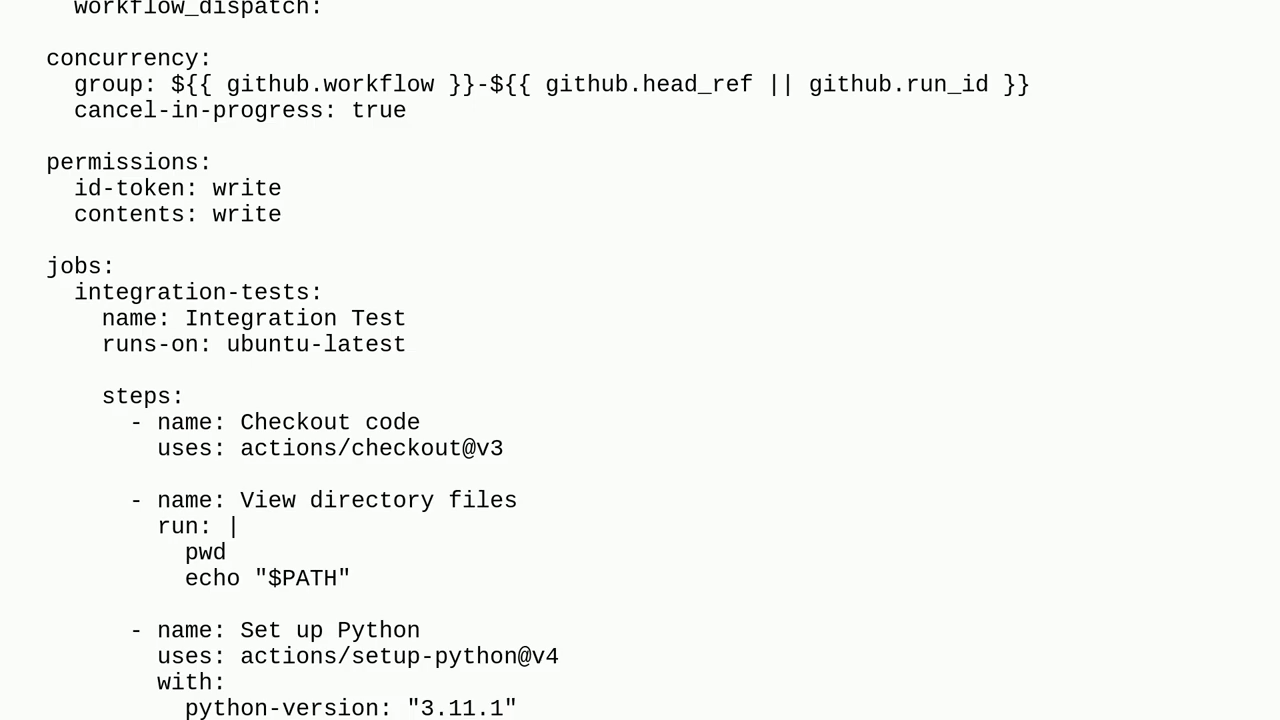 workflow_dispatch:
concurrency:
group: ${{ github.workflow }}-${{ github.head_ref || github.run_id }}
cancel-in-progress: true
permissions:
id-token: write
contents: write
jobs:
integration-tests:
name: Integration Test
runs-on: ubuntu-latest
steps:
- name: Checkout code
uses: actions/checkout@v3
- name: View directory files
run: |
pwd
echo "$PATH"
- name: Set up Python
uses: actions/setup-python@v4
with:
python-version: "3.11.1"